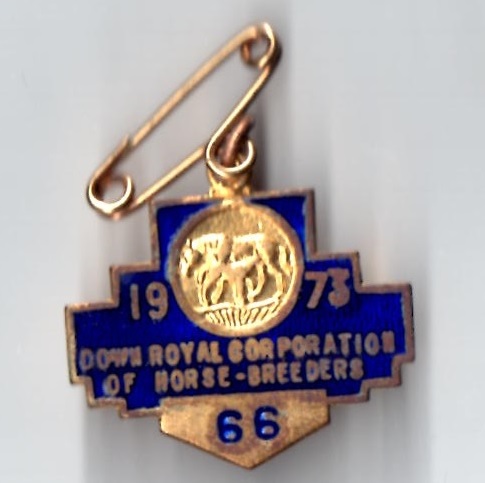 19 73
DOWN ROYAL CORPORATION
OF HORSE-BREEDERS
66